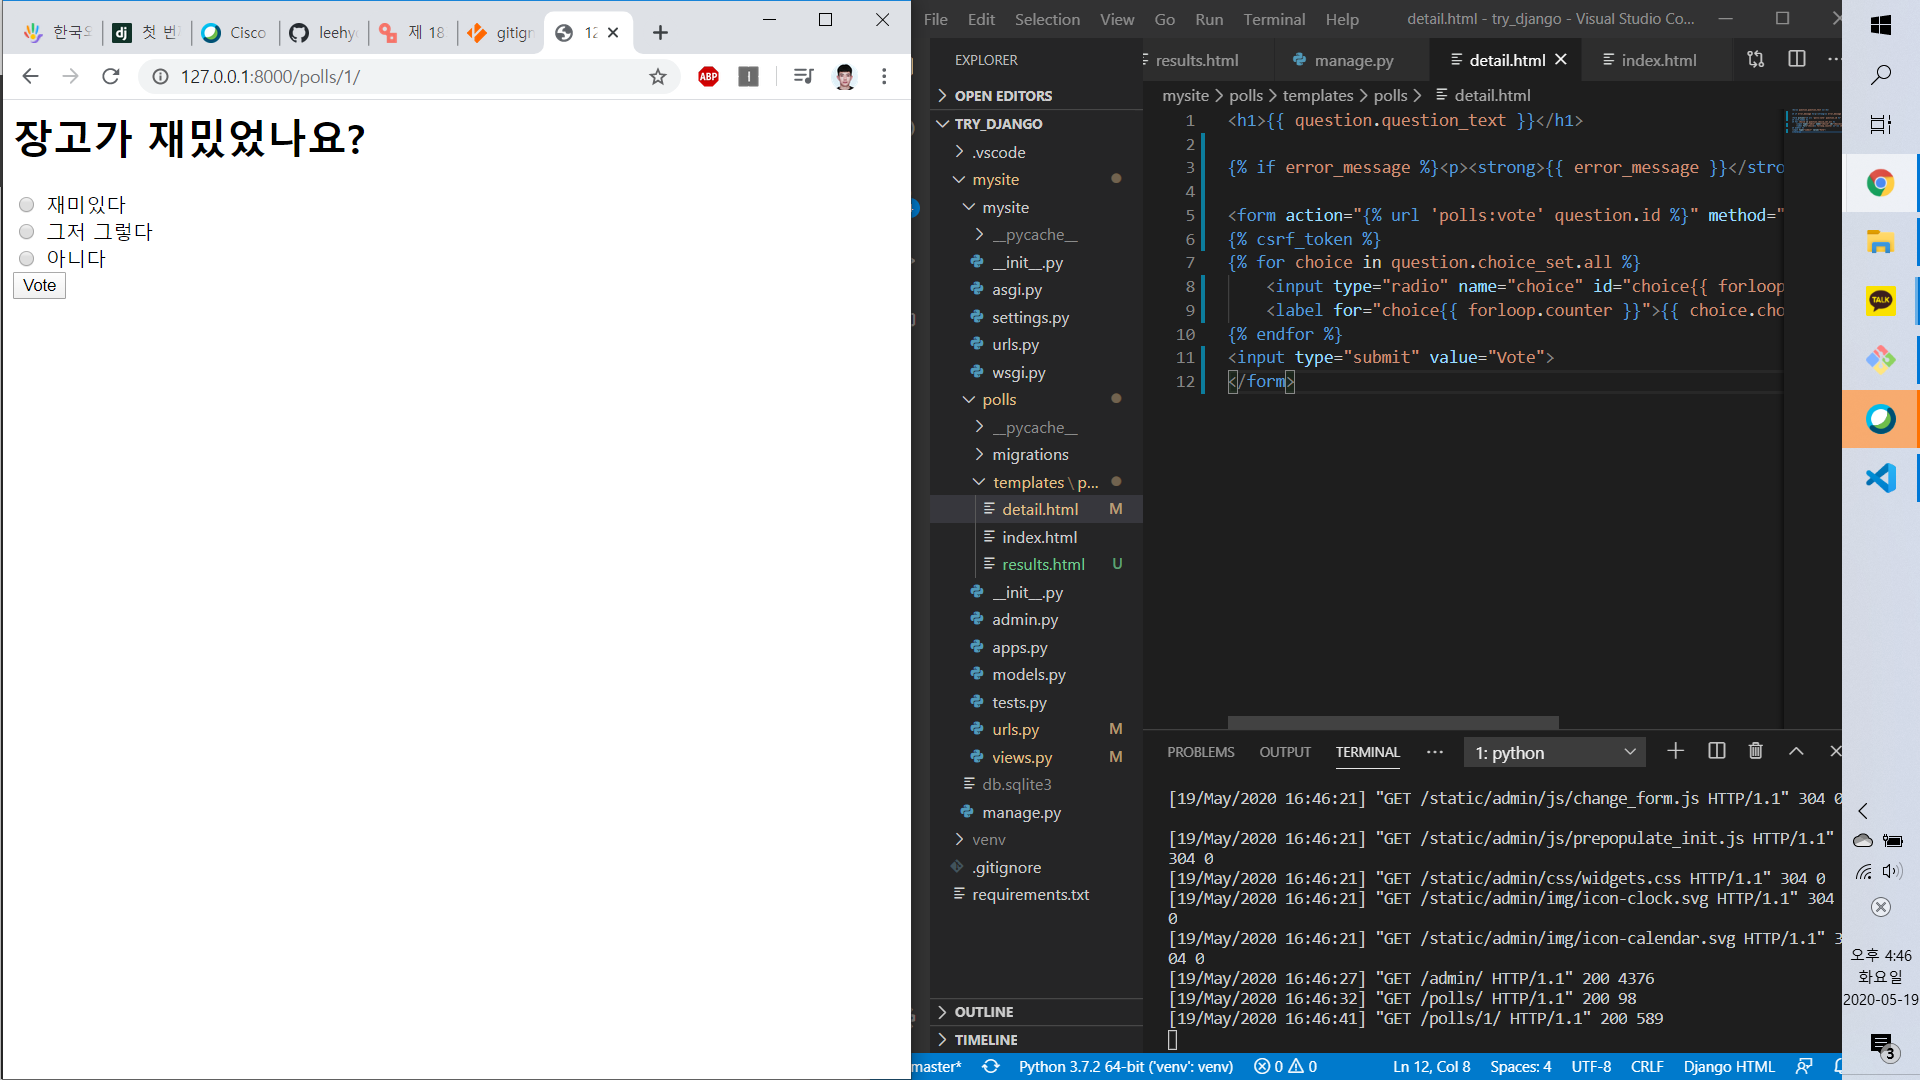 한국의
첫 번
Cisco
leehy
제 18
gitign
12
127.0.0.1:8000/polls/1/
장고가 재밌었나요?
재미있다
그저 그렇다
아니다
Vote
File Edit Selection View Go Run Terminal Help
detail.html - try_django - Visual Studio Co...
EXPLORER
OPEN EDITORS
TRY_DJANGO
.vscode
mysite
mysite
__pycache__
__init__.py
asgi.py
settings.py
urls.py
wsgi.py
polls
__pycache__
migrations
templates \ p...
detail.html M
index.html
results.html U
__init__.py
admin.py
apps.py
models.py
tests.py
urls.py M
views.py M
db.sqlite3
manage.py
venv
.gitignore
requirements.txt
OUTLINE
TIMELINE
results.html manage.py detail.html index.html
mysite > polls > templates > polls > detail.html
1 <h1>{{ question.question_text }}</h1>
2
3 {% if error_message %}<p><strong>{{ error_message }}</stro
4
5 <form action="{% url 'polls:vote' question.id %}" method="
6 {% csrf_token %}
7 {% for choice in question.choice_set.all %}
8 <input type="radio" name="choice" id="choice{{ forloop
9 <label for="choice{{ forloop.counter }}">{{ choice.cho
10 {% endfor %}
11 <input type="submit" value="Vote">
12 </form>
PROBLEMS OUTPUT TERMINAL ... 1: python
[19/May/2020 16:46:21] "GET /static/admin/js/change_form.js HTTP/1.1" 304 0
[19/May/2020 16:46:21] "GET /static/admin/js/prepopulate_init.js HTTP/1.1"
304 0
[19/May/2020 16:46:21] "GET /static/admin/css/widgets.css HTTP/1.1" 304 0
[19/May/2020 16:46:21] "GET /static/admin/img/icon-clock.svg HTTP/1.1" 304
0
[19/May/2020 16:46:21] "GET /static/admin/img/icon-calendar.svg HTTP/1.1" 3
04 0
[19/May/2020 16:46:27] "GET /admin/ HTTP/1.1" 200 4376
[19/May/2020 16:46:32] "GET /polls/ HTTP/1.1" 200 98
[19/May/2020 16:46:41] "GET /polls/1/ HTTP/1.1" 200 589
master* Python 3.7.2 64-bit ('venv': venv) 0 0 Ln 12, Col 8 Spaces: 4 UTF-8 CRLF Django HTML
ABP
TALK
오후 4:46
화요일
2020-05-19
3